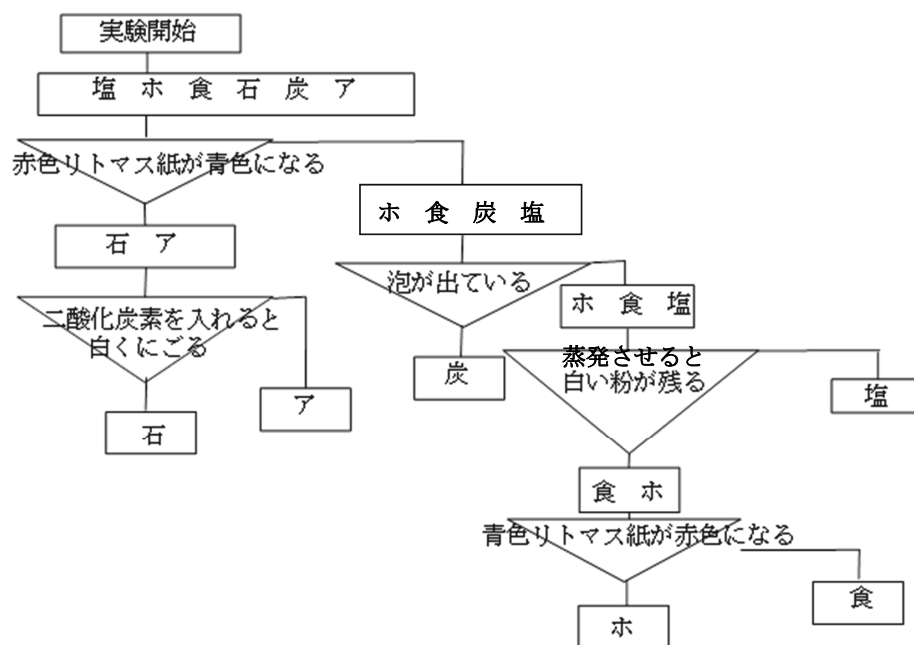 実験開始
塩 ホ 食 石 炭 ア
赤色リトマス紙が青色になる
ホ 食 炭 塩
石 ア
泡が出ている
ホ 食 塩
二酸化炭素を入れると
白くにごる
蒸発させると
白い粉が残る
炭
塩
ア
石
食 ホ
青色リトマス紙が赤色になる
食
ホ